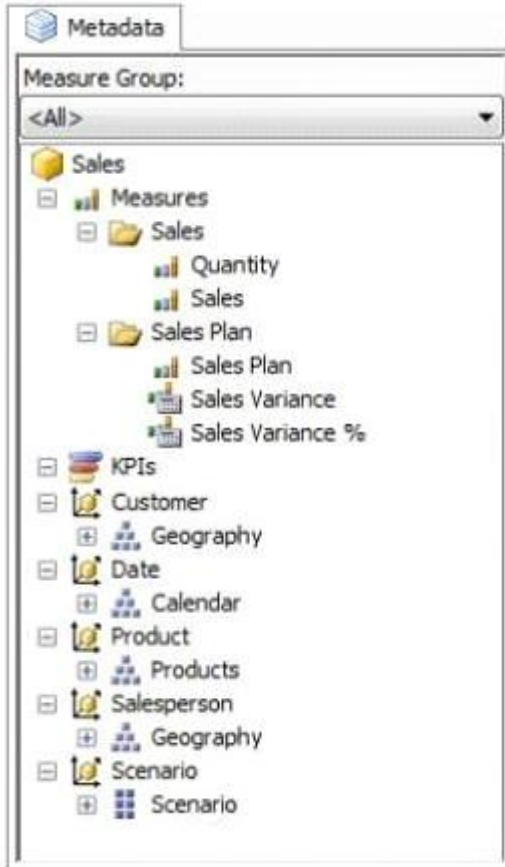 Metadata
Measure Group:
<All>
Sales
Measures
Sales
Quantity
Sales
Sales Plan
Sales Plan
Sales Variance
Sales Variance %
KPIs
Customer
Geography
Date
Calendar
Product
Products
Salesperson
Geography
Scenario
Scenario